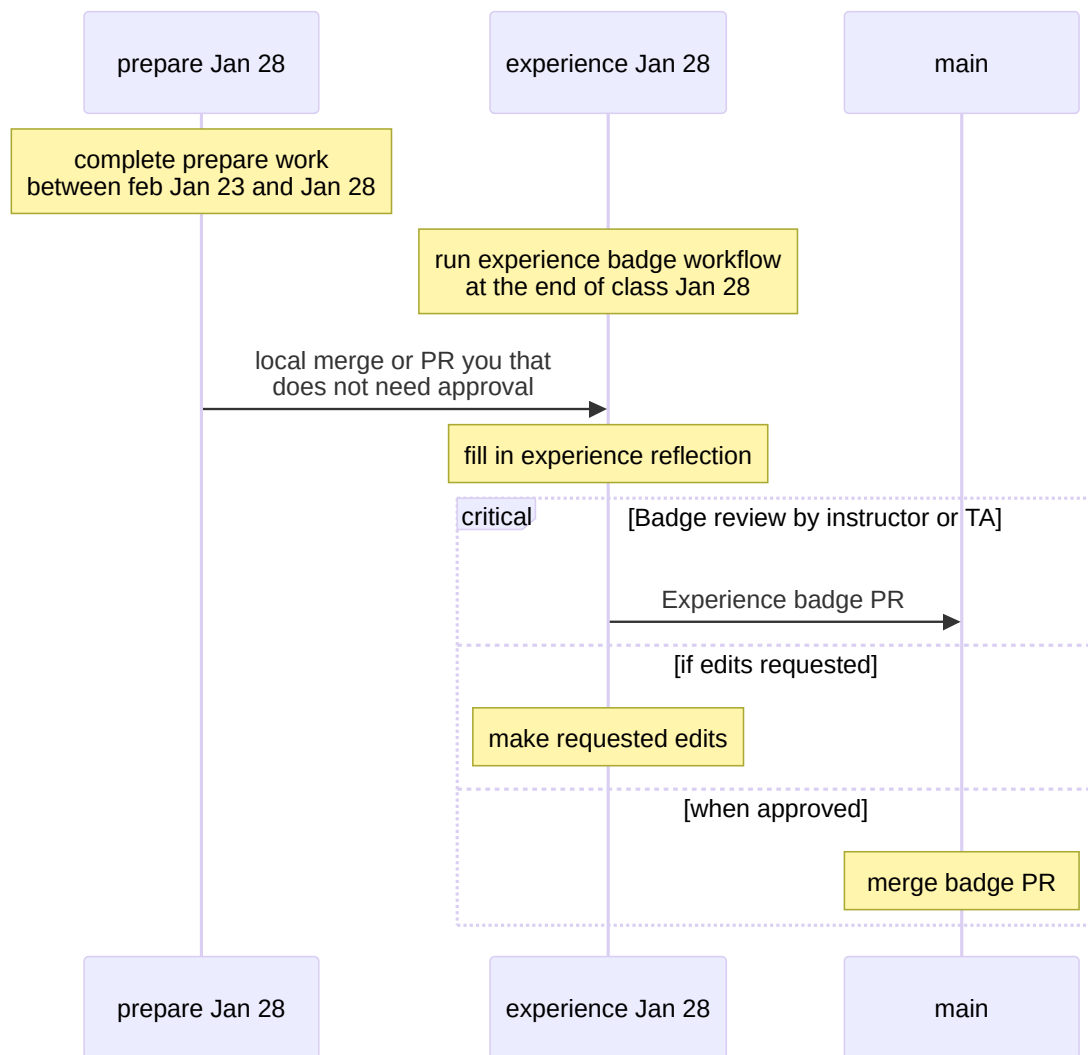 prepare Jan 28
experience Jan 28
main
complete prepare work
between feb Jan 23 and Jan 28
run experience badge workflow
at the end of class Jan 28
local merge or PR you that
does not need approval
fill in experience reflection
critical
[Badge review by instructor or TA]
Experience badge PR
[if edits requested]
make requested edits
[when approved]
merge badge PR
prepare Jan 28
experience Jan 28
main